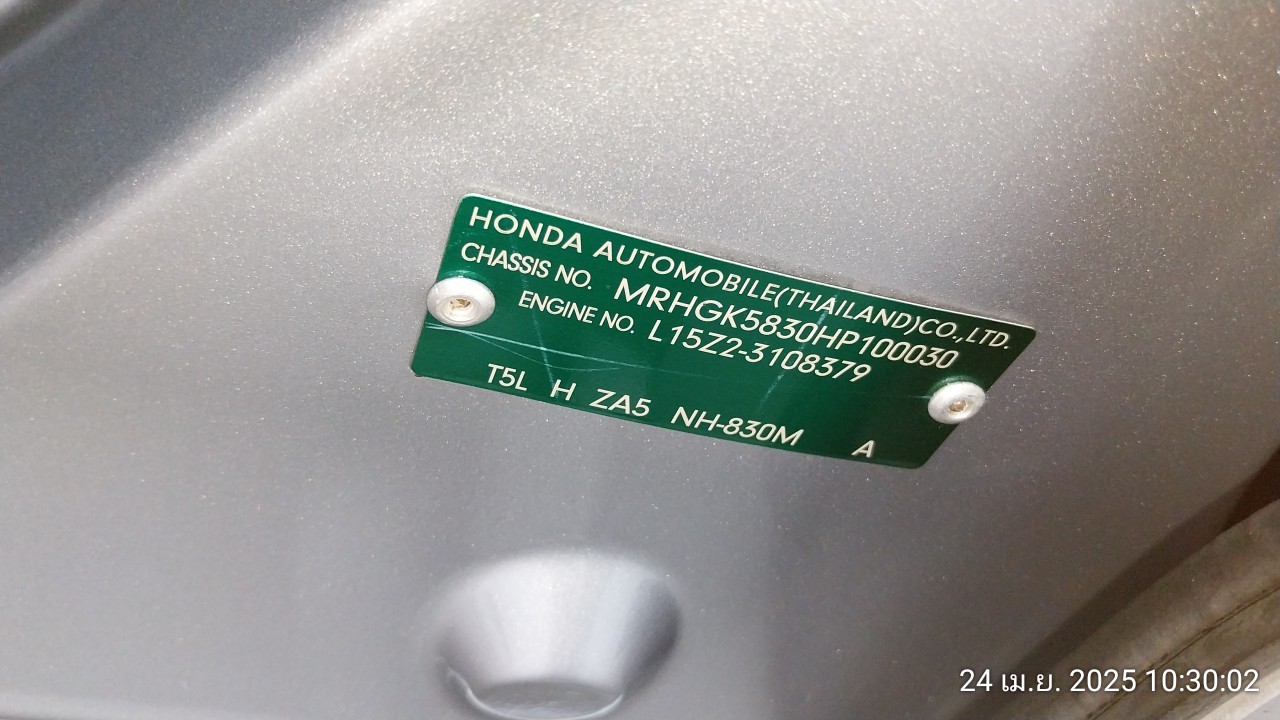 HONDA AUTOMOBILE(THAILAND)CO.,LTD.
CHASSIS NO. MRHGK5830HP100030
ENGINE NO. L15Z2-3108379
T5L H ZA5 NH-830M A
24 เม.ย. 2025 10:30:02